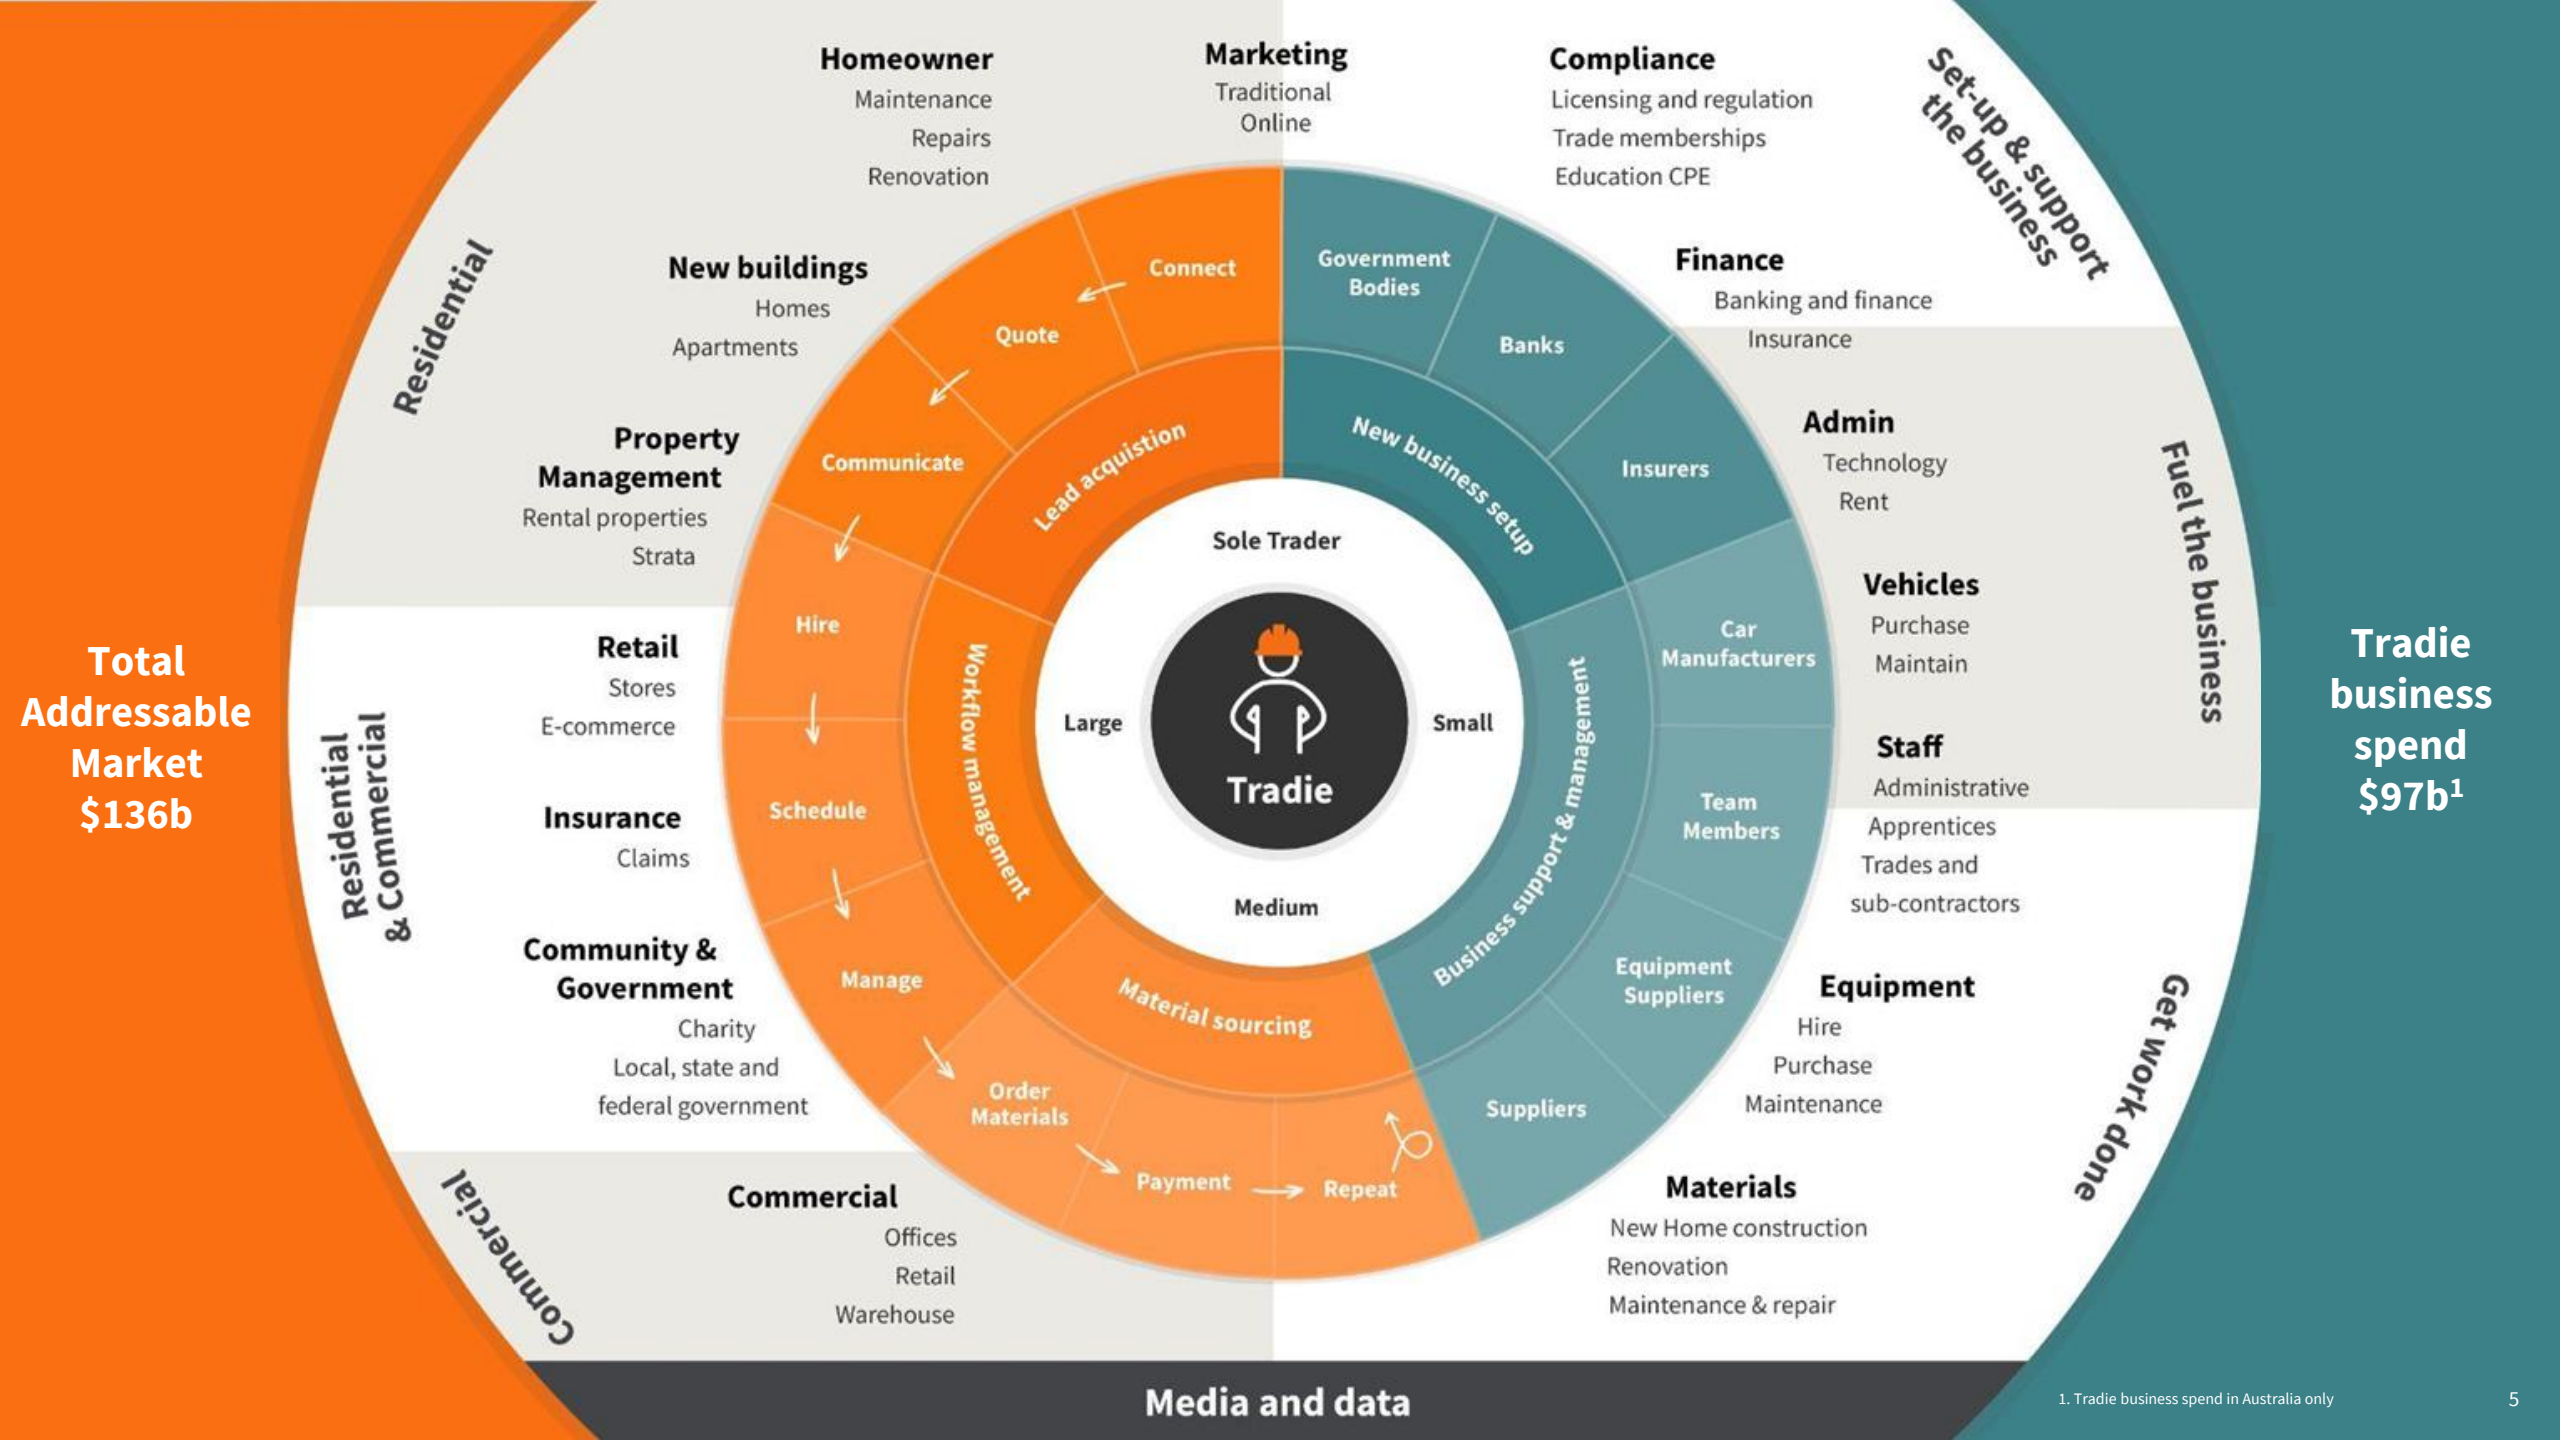 Total
Addressable
Market
$136b
Residential
Residential
& Commercial
Commercial
Homeowner
Maintenance
Repairs
Renovation
New buildings
Homes
Apartments
Property
Management
Rental properties
Strata
Retail
Stores
E-commerce
Insurance
Claims
Community &
Government
Charity
Local, state and
federal government
Commercial
Offices
Retail
Warehouse
Marketing
Traditional
Online
Connect
Quote
Communicate
Hire
Schedule
Manage
Order
Materials
Payment
Repeat
Lead acquistion
Workflow management
Material sourcing
Sole Trader
Large
Small
Medium
Tradie
New business setup
Business support & management
Government
Bodies
Banks
Insurers
Car
Manufacturers
Team
Members
Equipment
Suppliers
Suppliers
Compliance
Licensing and regulation
Trade memberships
Education CPE
Finance
Banking and finance
Insurance
Admin
Technology
Rent
Vehicles
Purchase
Maintain
Staff
Administrative
Apprentices
Trades and
sub-contractors
Equipment
Hire
Purchase
Maintenance
Materials
New Home construction
Renovation
Maintenance & repair
Set-up & support
the business
Fuel the business
Get work done
Tradie
business
spend
$97b¹
Media and data
1. Tradie business spend in Australia only
5